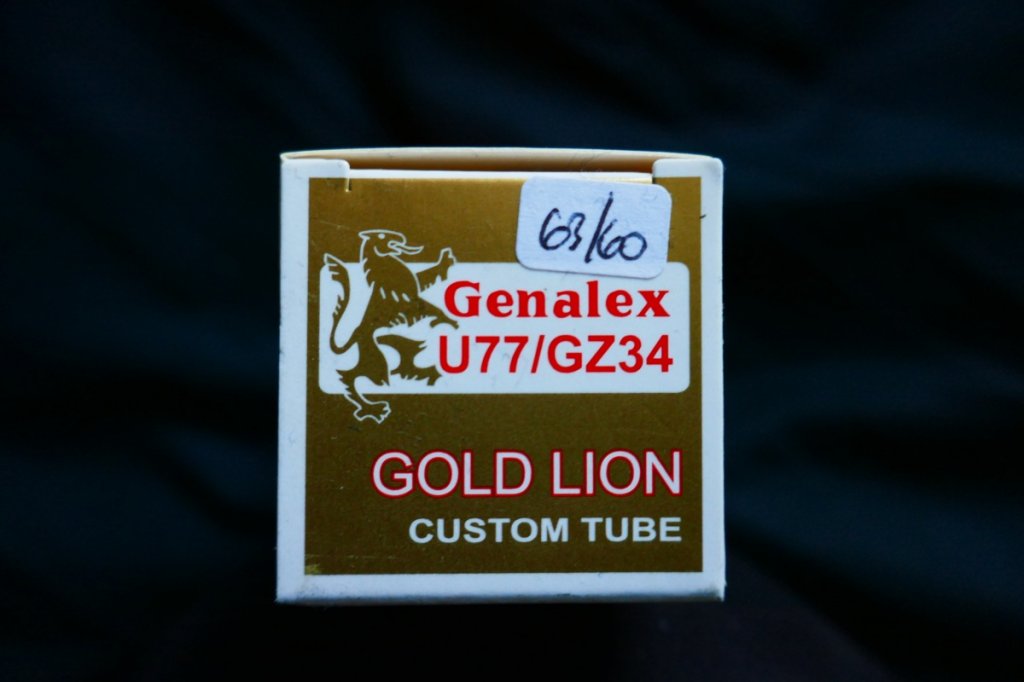 63/60
Genalex
U77/GZ34
GOLD LION
CUSTOM TUBE